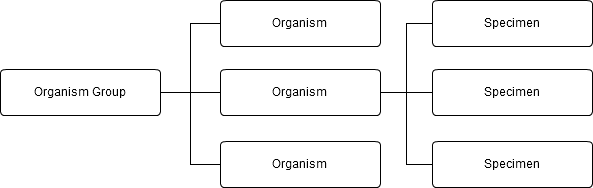 Organism
Specimen
Organism Group
Organism
Specimen
Organism
Specimen